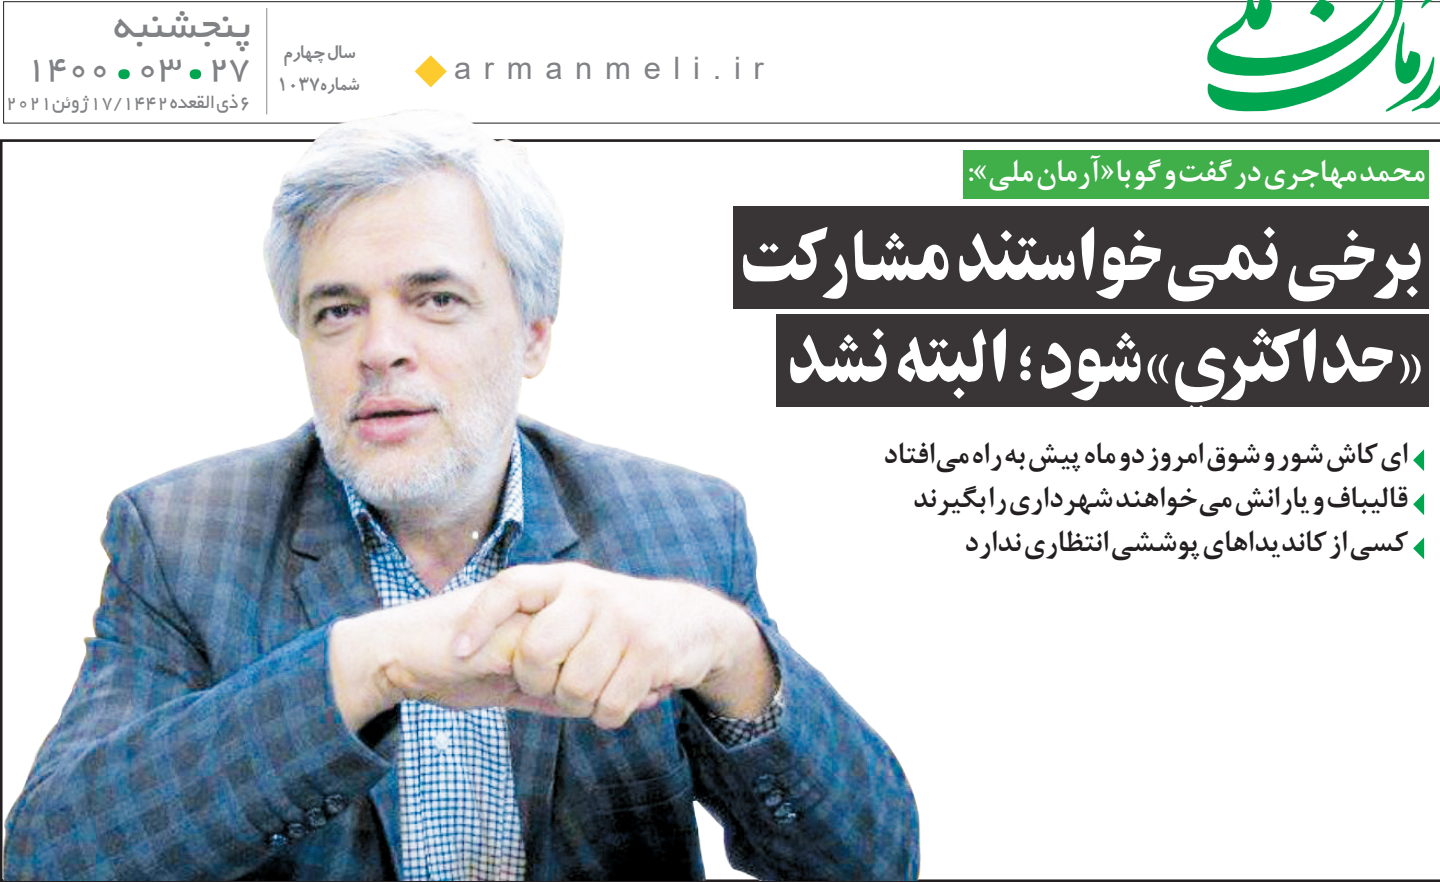 آرمان ملی
armanmeli.ir
سال چهارم
شماره ۱۰۳۷
پنجشنبه
۱۴۰۰.۰۳.۲۷
۶ ذی القعده ۱۴۴۲ / ۱۷ ژوئن ۲۰۲۱
محمد مهاجری در گفت و گو با «آرمان ملی»:
برخی نمی خواستند مشارکت
«حداکثری» شود؛ البته نشد
ای کاش شور و شوق امروز دو ماه پیش به راه می افتاد
قالیباف و یارانش می خواهند شهرداری را بگیرند
کسی از کاندیداهای پوششی انتظاری ندارد